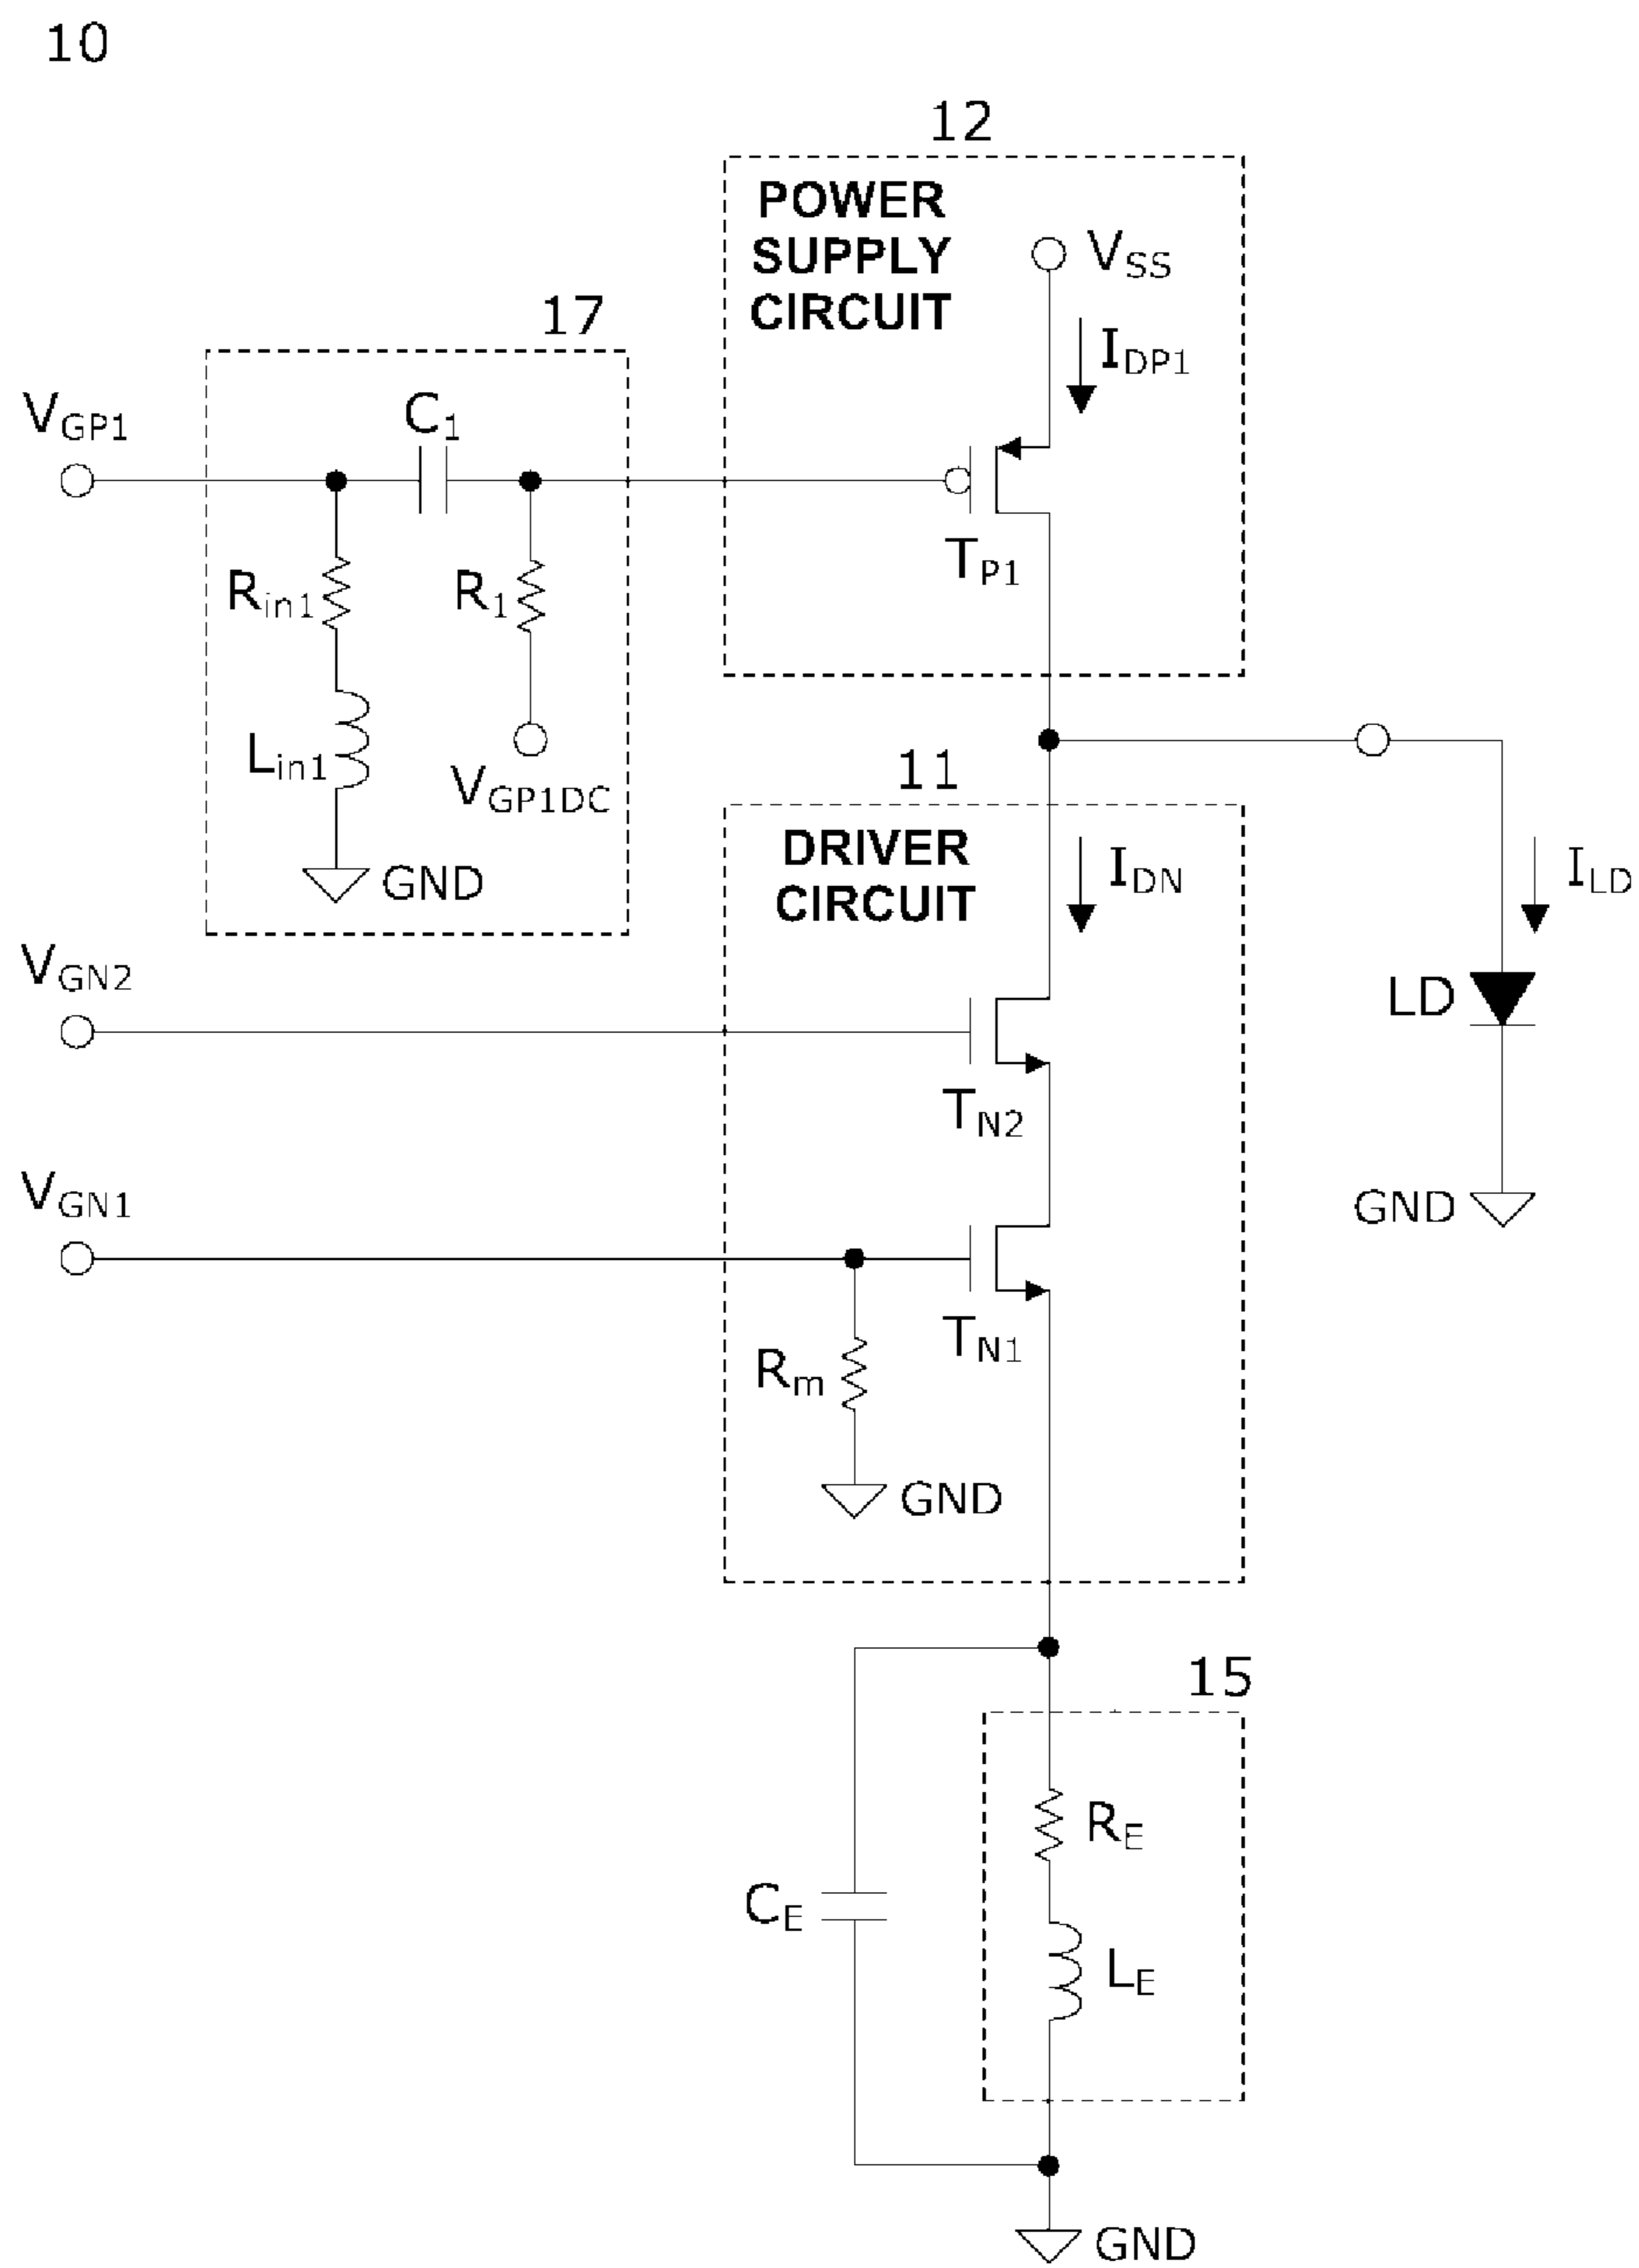 10
12
POWER
SUPPLY
CIRCUIT
VSS
IDP1
17
VGP1
C1
TP1
Rin1
R1
Lin1
VGP1DC
GND
11
DRIVER
CIRCUIT
IDN
ILD
VGN2
LD
TN2
VGN1
GND
TN1
Rm
GND
15
RE
CE
LE
GND